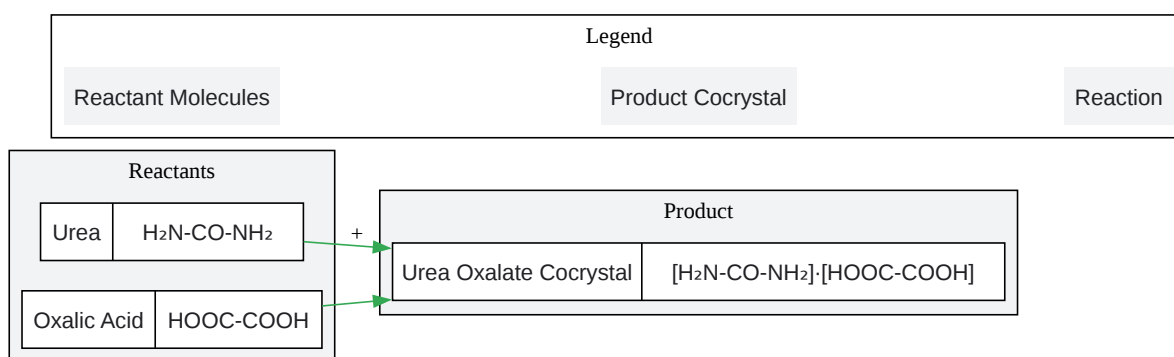 Legend
Reactant Molecules
Product Cocrystal
Reaction
Reactants
Urea
H₂N-CO-NH₂
+
Oxalic Acid
HOOC-COOH
Product
Urea Oxalate Cocrystal
[H₂N-CO-NH₂]·[HOOC-COOH]